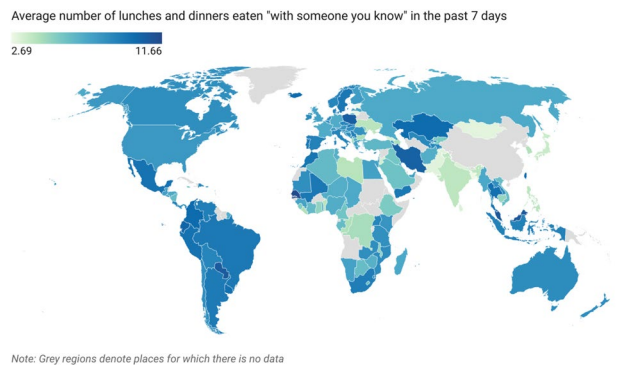 Average number of lunches and dinners eaten "with someone you know" in the past 7 days
2.69 11.66
Note: Grey regions denote places for which there is no data